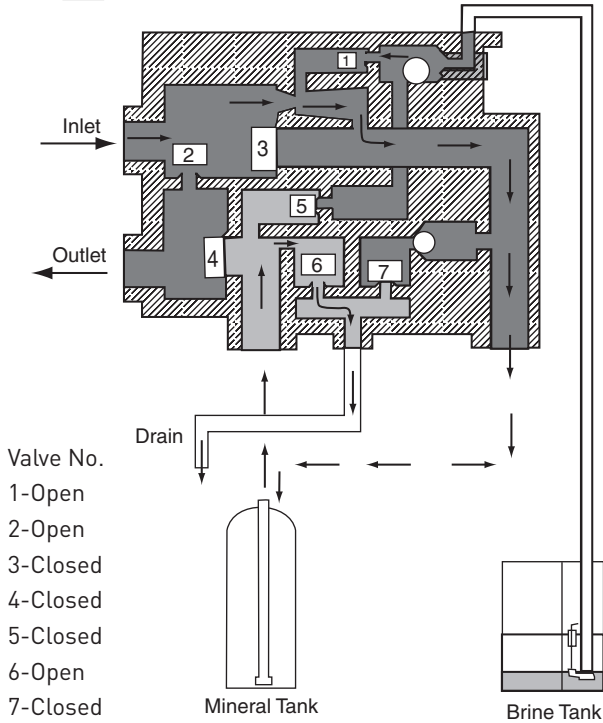 1
Inlet
2
3
5
Outlet
4
6
7
Drain
Valve No.
1-Open
2-Open
3-Closed
4-Closed
5-Closed
6-Open
7-Closed
Mineral Tank
Brine Tank